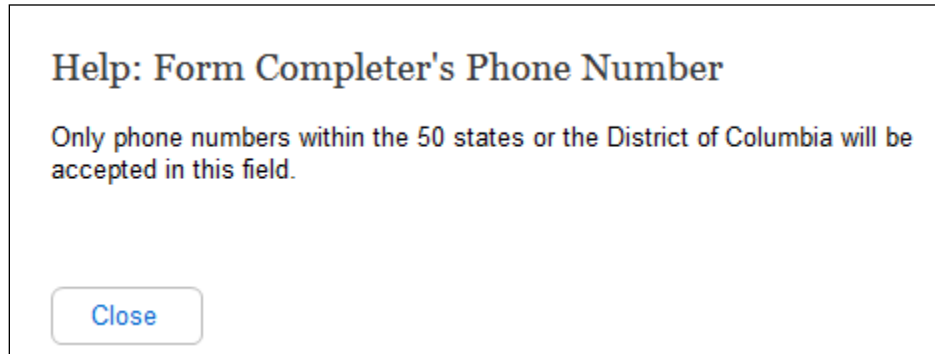 Help: Form Completer's Phone Number
Only phone numbers within the 50 states or the District of Columbia will be
accepted in this field.
Close